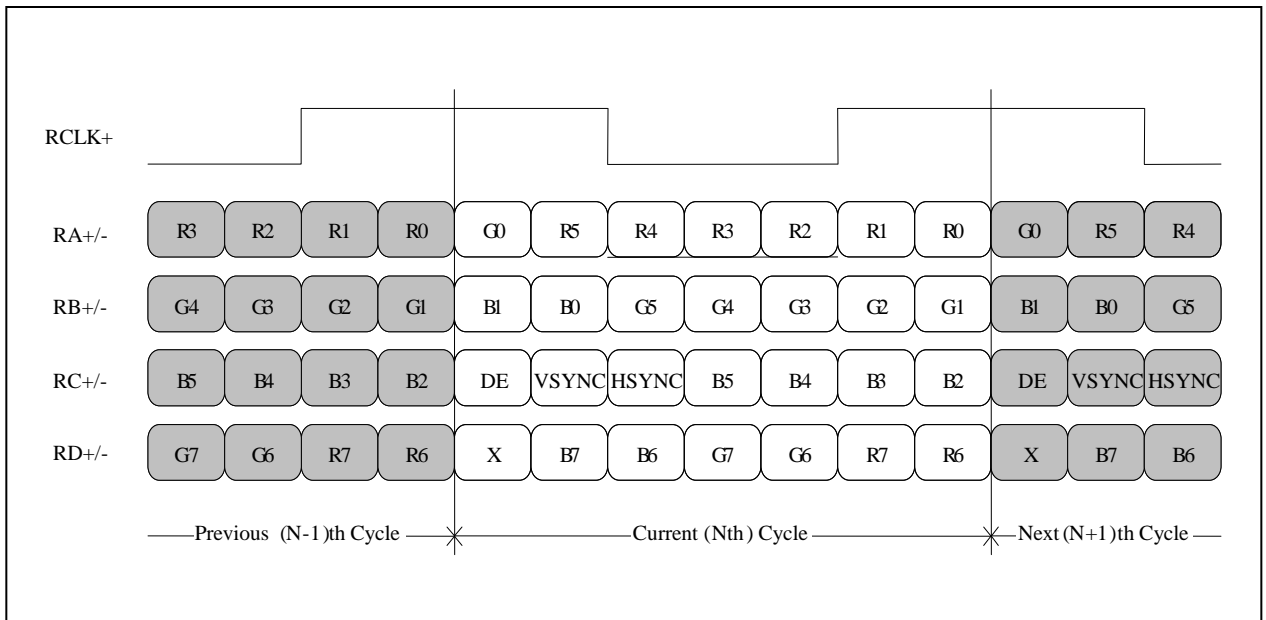 RCLK+
RA+/- R3 R2 R1 R0 G0 R5 R4 R3 R2 R1 R0 G0 R5 R4
RB+/- G4 G3 G2 G1 B1 B0 G5 G4 G3 G2 G1 B1 B0 G5
RC+/- B5 B4 B3 B2 DE VSYNC HSYNC B5 B4 B3 B2 DE VSYNC HSYNC
RD+/- G7 G6 R7 R6 X B7 B6 G7 G6 R7 R6 X B7 B6
Previous (N-1)th Cycle Current (Nth) Cycle Next (N+1)th Cycle